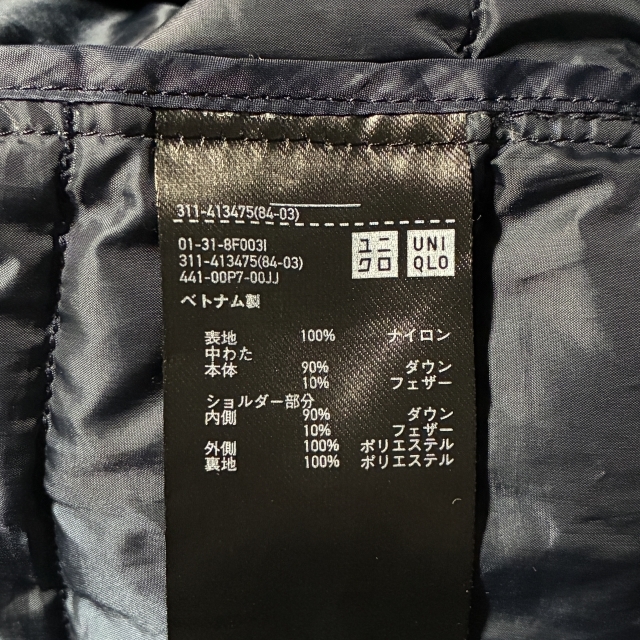 311-413475(84-03)
01-31-8F003I
311-413475(84-03)
441-00P7-00JJ
ユニクロ
UNIQLO
ベトナム製
表地 100% ナイロン
中わた
本体 90% ダウン
10% フェザー
ショルダー部分
内側 90% ダウン
10% フェザー
外側 100% ポリエステル
裏地 100% ポリエステル